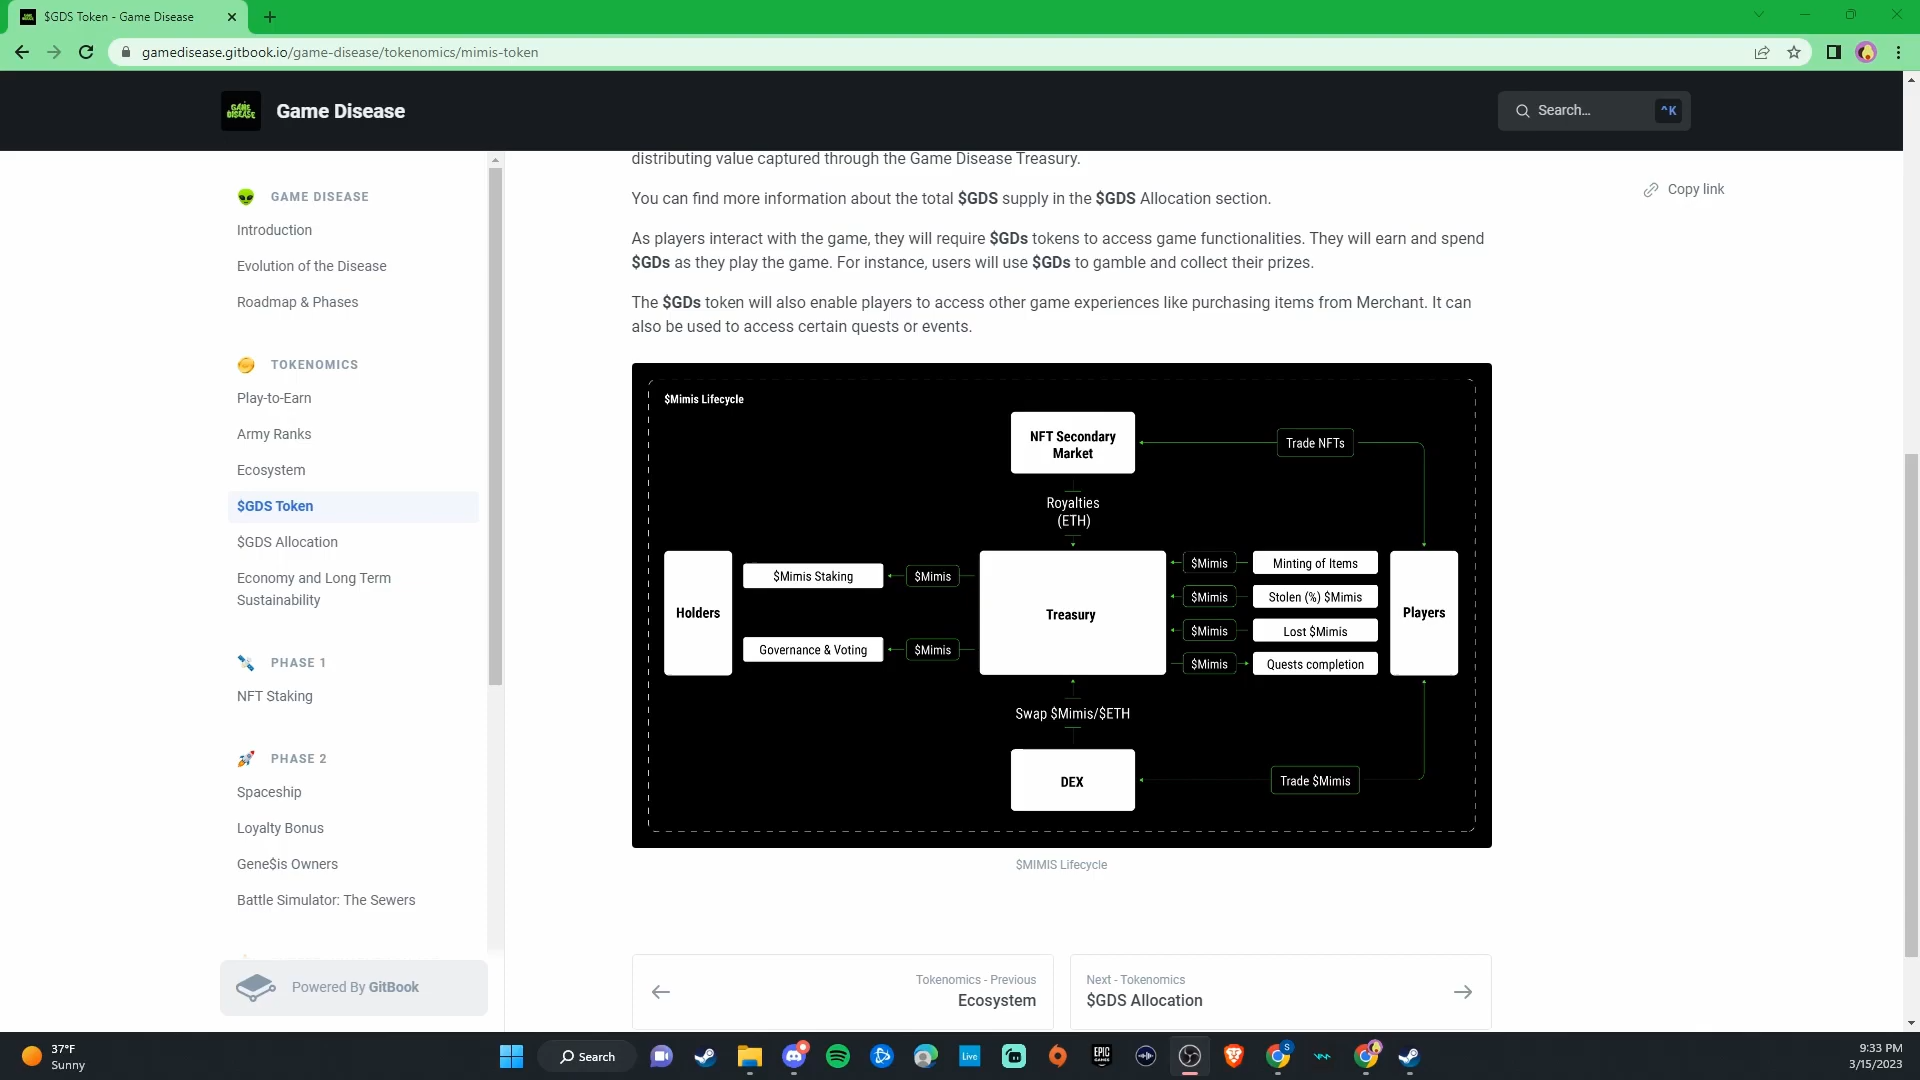 $GDS Token - Game Disease
gamedisease.gitbook.io/game-disease/tokenomics/mimis-token
GAME DISEASE
Game Disease
Search...
^K
GAME DISEASE
Introduction
Evolution of the Disease
Roadmap & Phases
TOKENOMICS
Play-to-Earn
Army Ranks
Ecosystem
$GDS Token
$GDS Allocation
Economy and Long Term
Sustainability
PHASE 1
NFT Staking
PHASE 2
Spaceship
Loyalty Bonus
Gene$is Owners
Battle Simulator: The Sewers
Powered By GitBook
distributing value captured through the Game Disease Treasury.
You can find more information about the total $GDS supply in the $GDS Allocation section.
As players interact with the game, they will require $GDs tokens to access game functionalities. They will earn and spend
$GDs as they play the game. For instance, users will use $GDs to gamble and collect their prizes.
The $GDs token will also enable players to access other game experiences like purchasing items from Merchant. It can
also be used to access certain quests or events.
Copy link
$Mimis Lifecycle
NFT Secondary
Market
Trade NFTs
Royalties
(ETH)
Holders
$Mimis Staking
$Mimis
Governance & Voting
$Mimis
Treasury
$Mimis
Minting of Items
$Mimis
Stolen (%) $Mimis
$Mimis
Lost $Mimis
$Mimis
Quests completion
Players
Swap $Mimis/$ETH
DEX
Trade $Mimis
$MIMIS Lifecycle
Tokenomics - Previous
Ecosystem
Next - Tokenomics
$GDS Allocation
37°F
Sunny
Search
Live
EPIC
GAMES
S
9:33 PM
3/15/2023